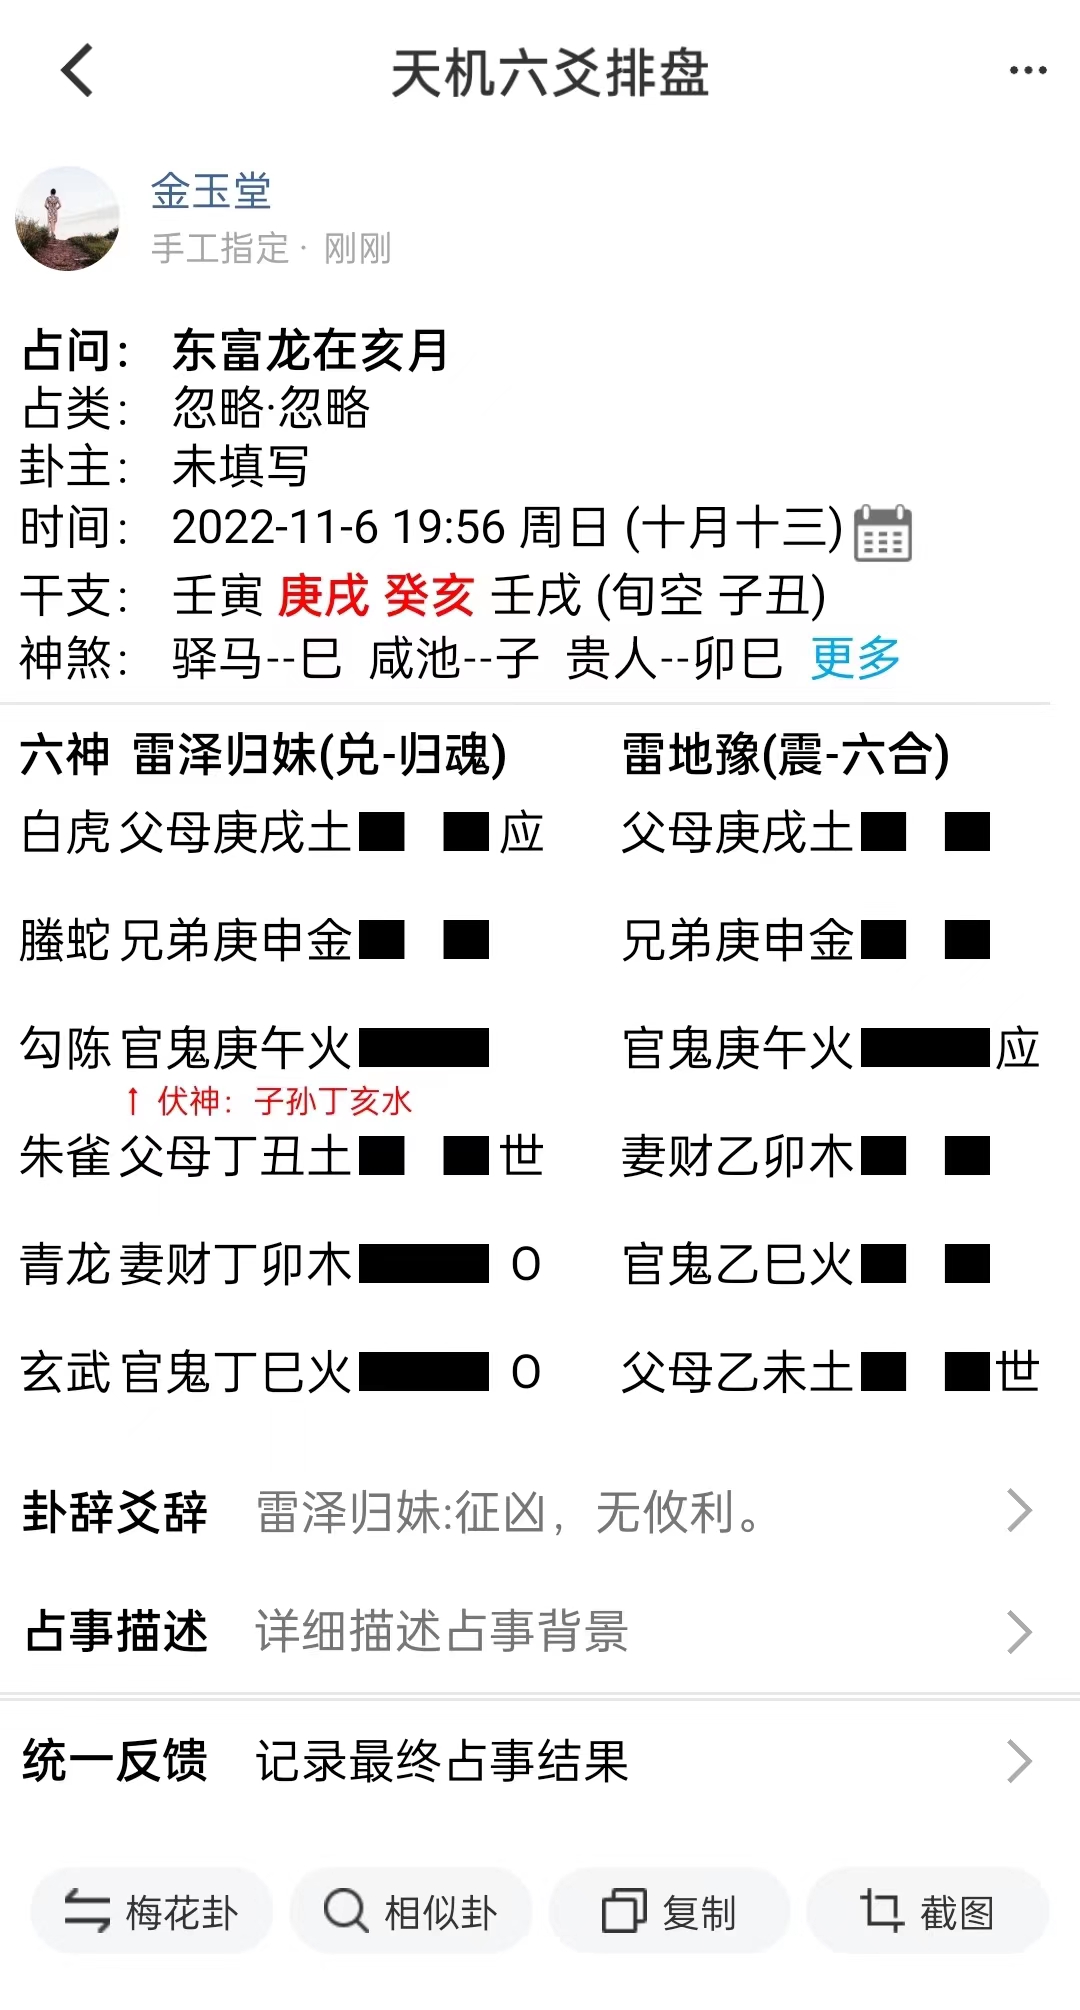 天机六爻排盘
金玉堂
手工指定 · 刚刚
占问： 东富龙在亥月
占类： 忽略·忽略
卦主： 未填写
时间： 2022-11-6 19:56 周日 (十月十三)
干支： 壬寅 庚戌 癸亥 壬戌 (旬空 子丑)
神煞： 驿马--巳 咸池--子 贵人--卯巳 更多
六神 雷泽归妹(兑-归魂) 雷地豫(震-六合)
白虎 父母庚戌土 应 父母庚戌土
螣蛇 兄弟庚申金 兄弟庚申金
勾陈 官鬼庚午火 官鬼庚午火 应
↑ 伏神：子孙丁亥水
朱雀 父母丁丑土 世 妻财乙卯木
青龙 妻财丁卯木 O 官鬼乙巳火
玄武 官鬼丁巳火 O 父母乙未土 世
卦辞爻辞 雷泽归妹:征凶，无攸利。
占事描述 详细描述占事背景
统一反馈 记录最终占事结果
梅花卦 相似卦 复制 截图